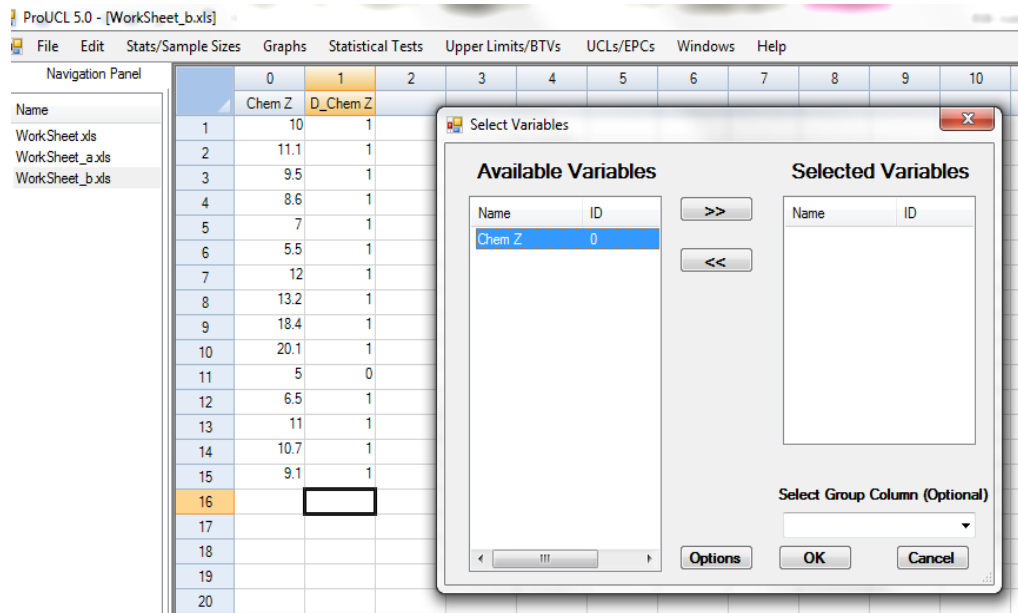 ProUCL 5.0 - [WorkSheet_b.xls]
File Edit Stats/Sample Sizes Graphs Statistical Tests Upper Limits/BTVs UCLs/EPCs Windows Help
Navigation Panel
Name
WorkSheet.xls
WorkSheet_a.xls
WorkSheet_b.xls
0 1 2 3 4 5 6 7 8 9 10
Chem Z D_Chem Z
1 10 1
2 11.1 1
3 9.5 1
4 8.6 1
5 7 1
6 5.5 1
7 12 1
8 13.2 1
9 18.4 1
10 20.1 1
11 5 0
12 6.5 1
13 11 1
14 10.7 1
15 9.1 1
16
17
18
19
20
Select Variables
Available Variables
Name ID
Chem Z 0
>>
<<
Selected Variables
Name ID
Select Group Column (Optional)
Options OK Cancel